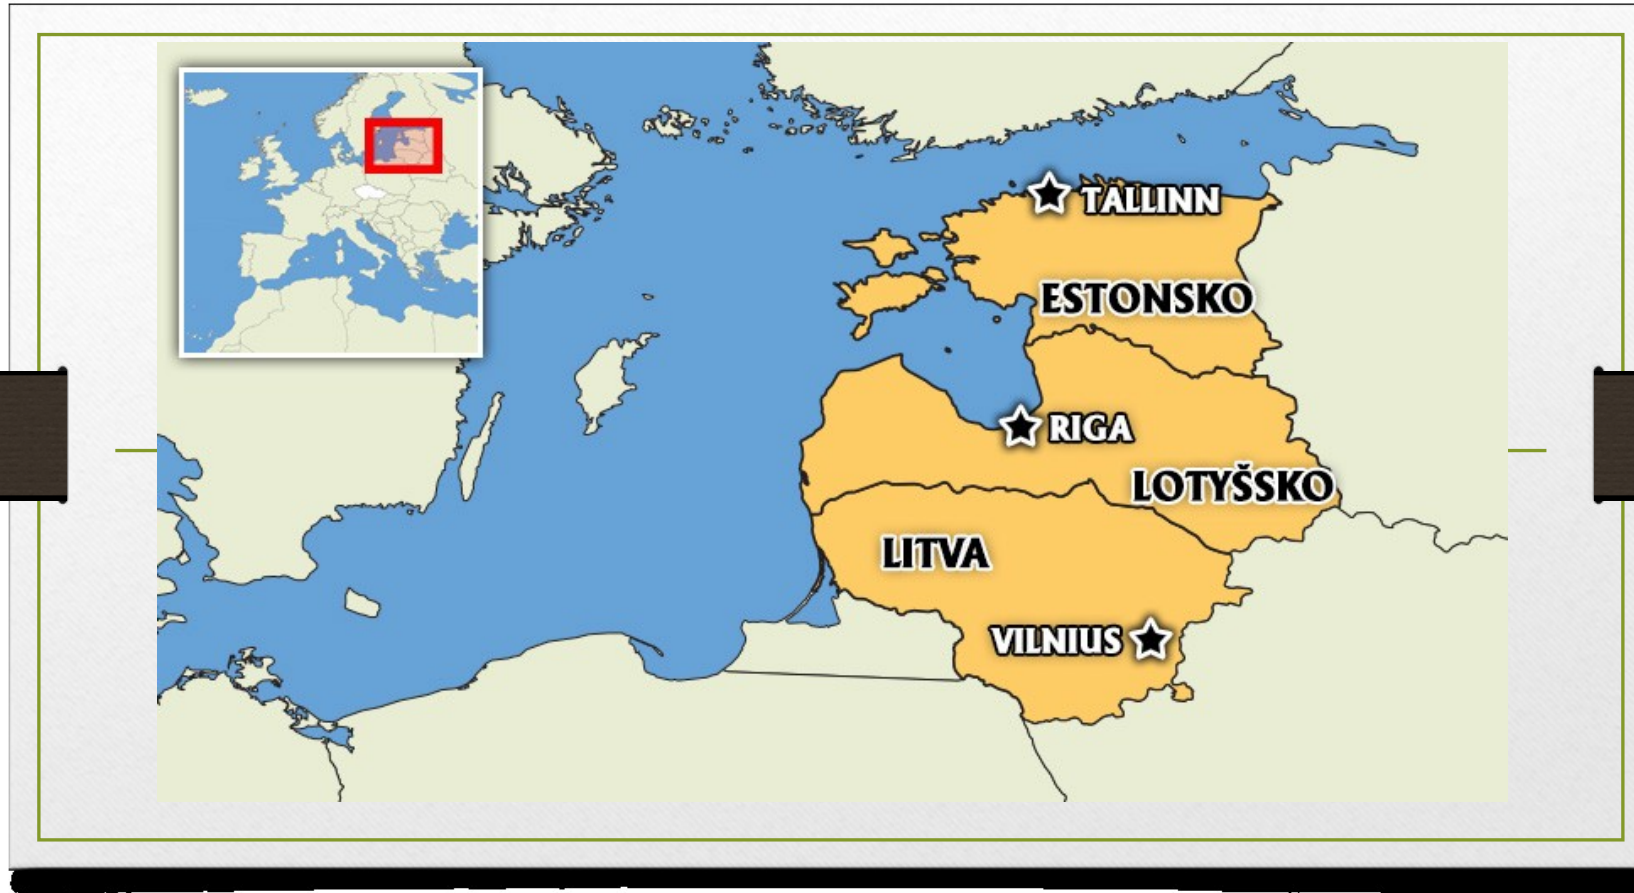 TALLINN
ESTONSKO
RIGA
LOTYŠSKO
LITVA
VILNIUS